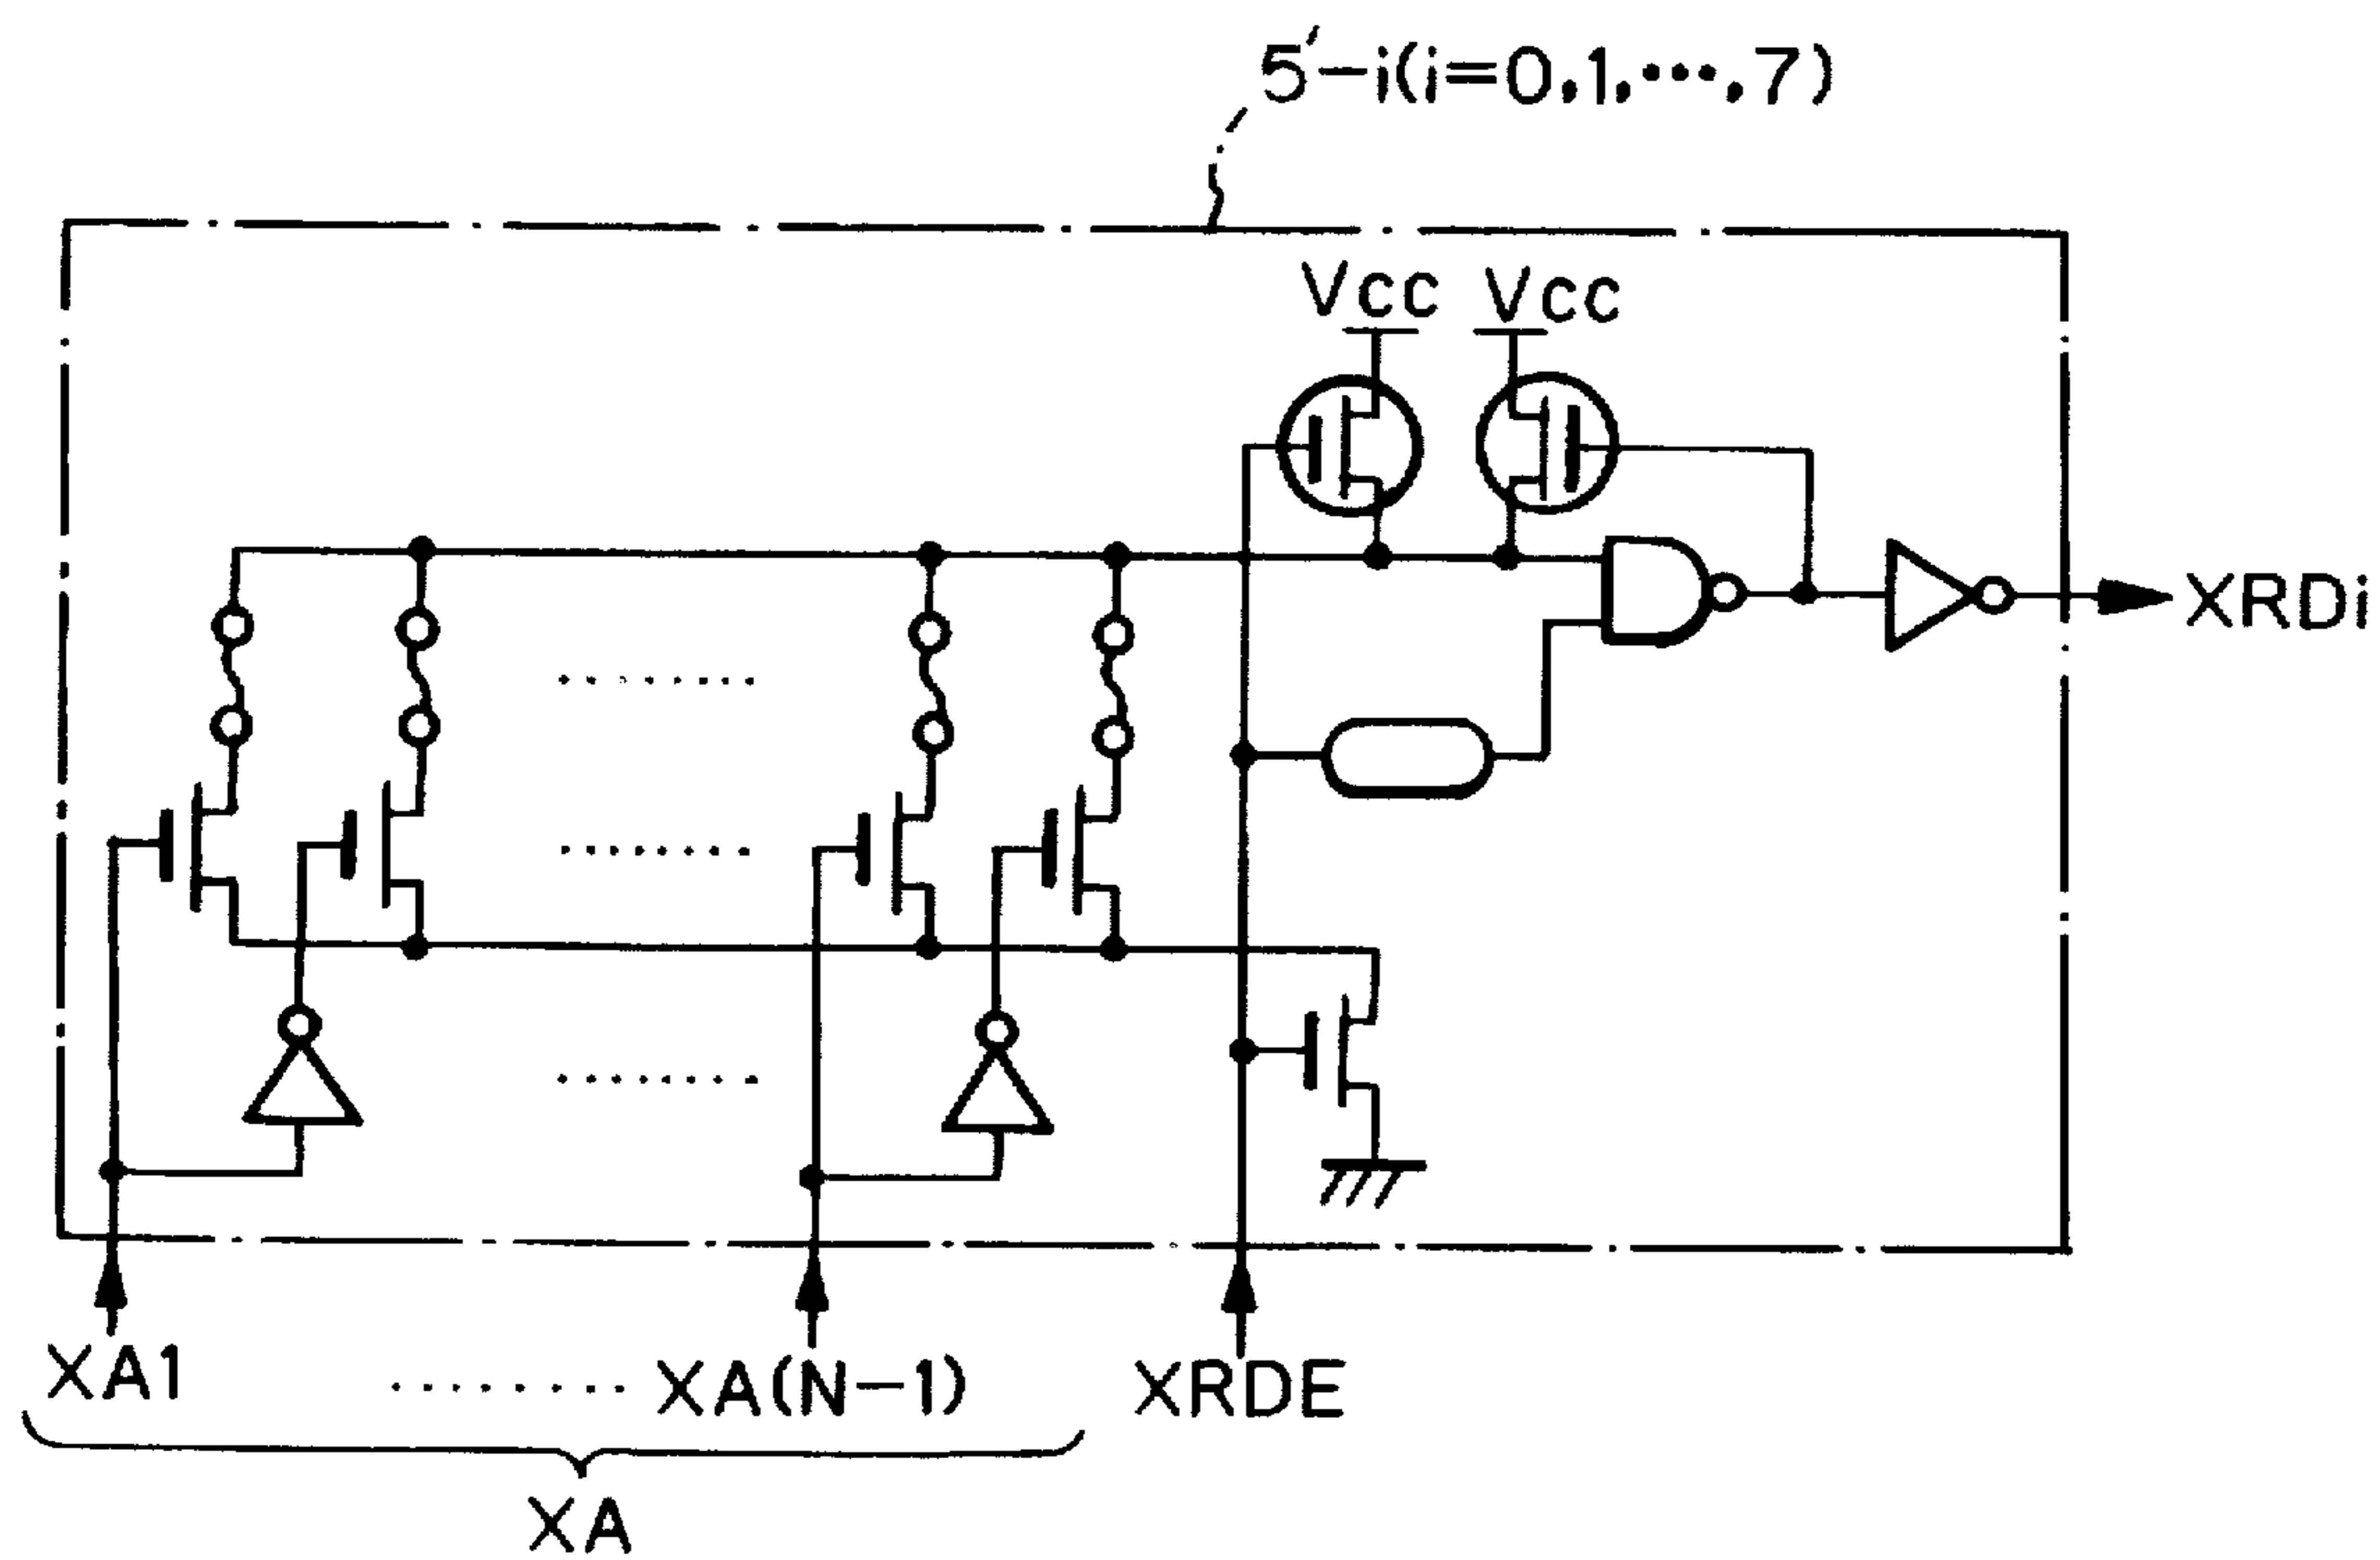 5′-i(i=0,1,•••,7)
Vcc Vcc
XRDi
XA1 ········· XA(N-1) XRDE
XA